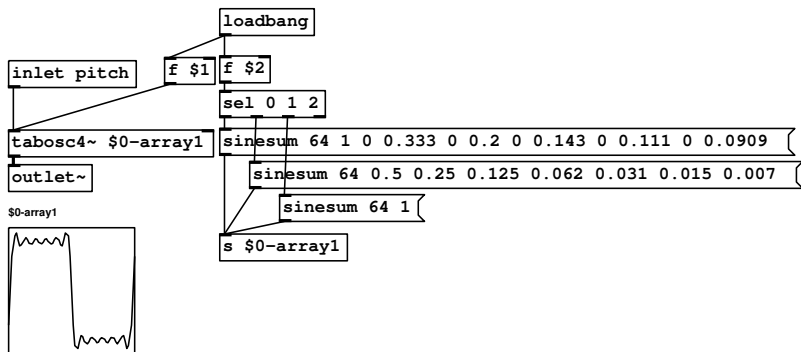 loadbang
inlet pitch
f $1
f $2
sel 0 1 2
tabosc4~ $0-array1
sinesum 64 1 0 0.333 0 0.2 0 0.143 0 0.111 0 0.0909
outlet~
sinesum 64 0.5 0.25 0.125 0.062 0.031 0.015 0.007
sinesum 64 1
$0-array1
s $0-array1